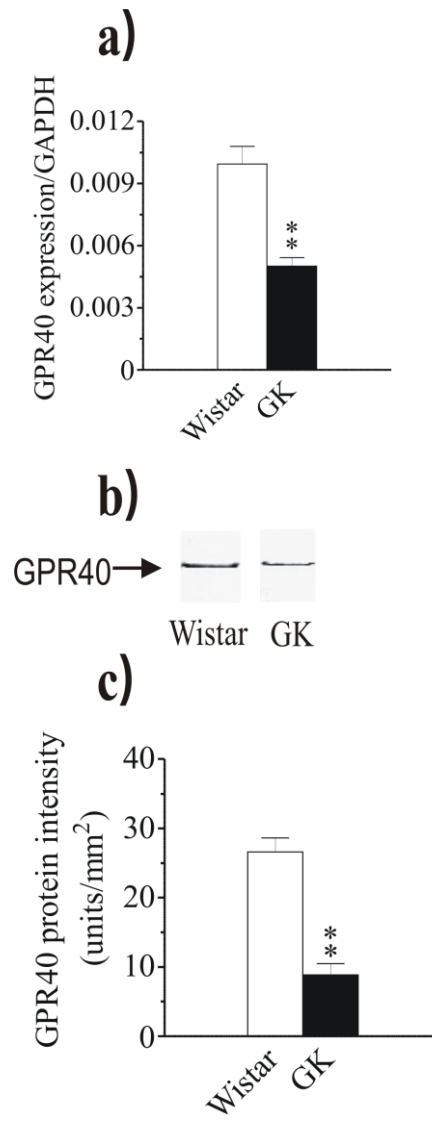 a)
GPR40 expression/GAPDH
0.012
0.009
0.006
0.003
0
**
Wistar
GK
b)
GPR40
Wistar GK
c)
GPR40 protein intensity
(units/mm²)
40
30
20
10
0
**
Wistar
GK